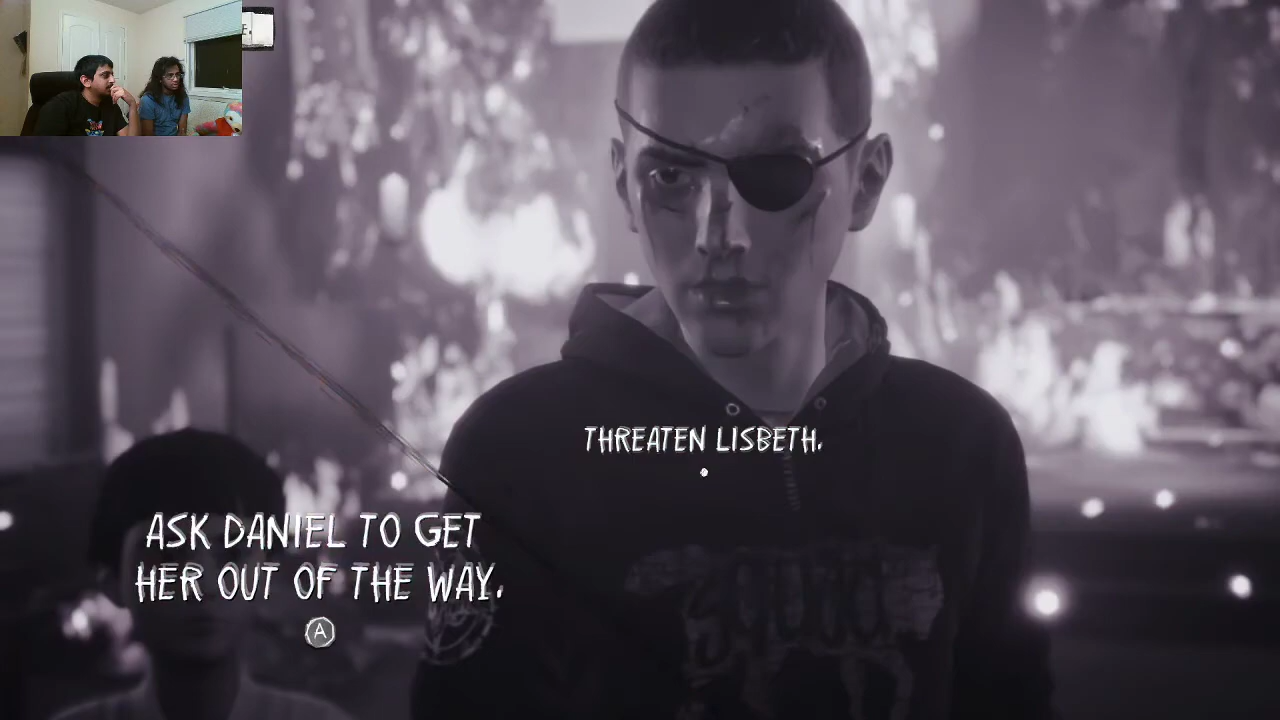 THREATEN LISBETH.
ASK DANIEL TO GET
HER OUT OF THE WAY.
A